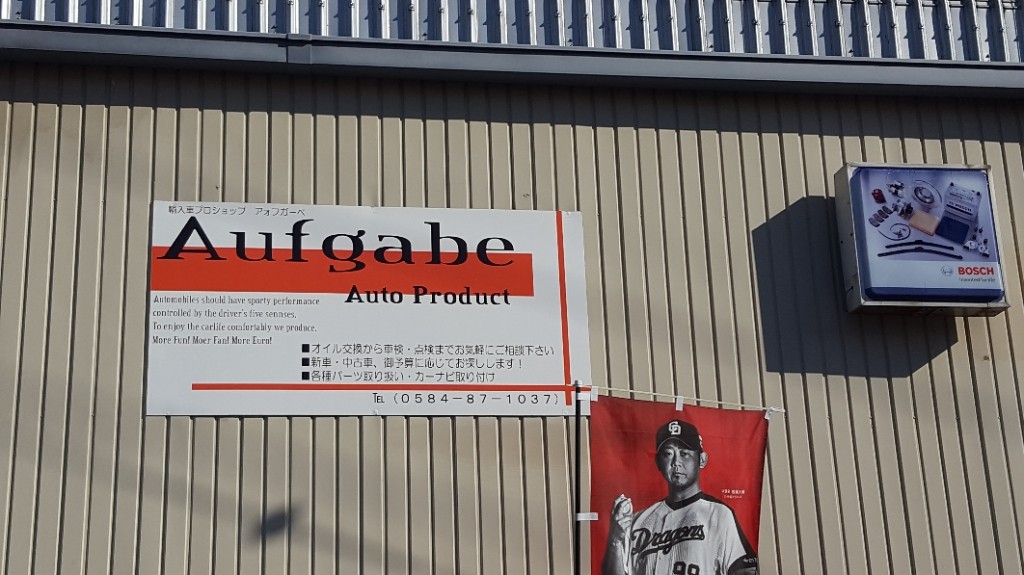 輸入車プロショップ アォフガーベ
Aufgabe
Auto Product
Automobiles should have sporty performance
controlled by the driver's five sennses.
To enjoy the carlife comfortably we produce.
More Fun! Moer Fan! More Euro!
■オイル交換から車検・点検までお気軽にご相談下さい
■新車・中古車、御予算に応じてお探しします!
■各種パーツ取り扱い・カーナビ取り付け
TEL (0584-87-1037)
BOSCH
CD
Dragons
99